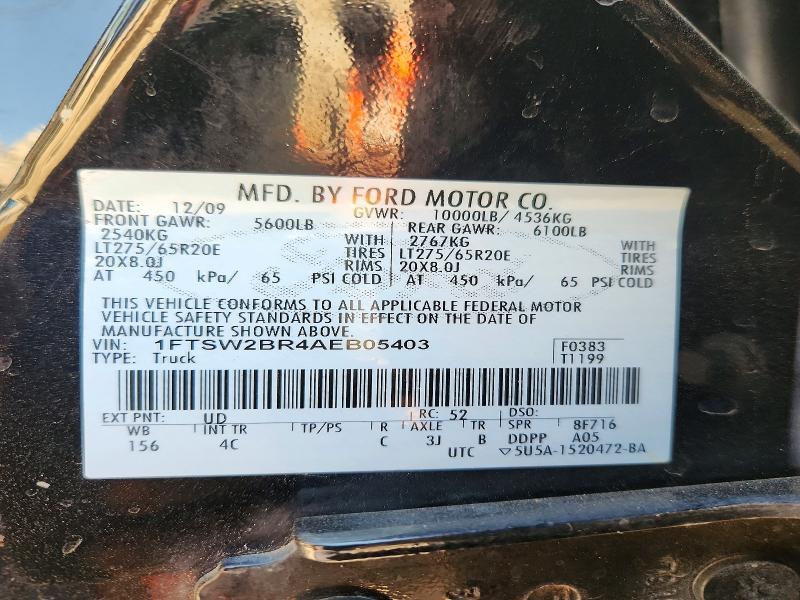 MFD. BY FORD MOTOR CO.
DATE: 12/09 GVWR: 10000LB/ 4536KG
FRONT GAWR: 5600LB REAR GAWR: 6100LB
2540KG WITH 2767KG WITH
LT275/65R20E TIRES LT275/65R20E TIRES
20X8.0J RIMS 20X8.0J RIMS
AT 450 kPa/ 65 PSI COLD AT 450 kPa/ 65 PSI COLD
THIS VEHICLE CONFORMS TO ALL APPLICABLE FEDERAL MOTOR
VEHICLE SAFETY STANDARDS IN EFFECT ON THE DATE OF
MANUFACTURE SHOWN ABOVE.
VIN: 1FTSW2BR4AEB05403 F0383
TYPE: Truck T1199
EXT PNT: UD RC: 52 DSO:
WB INT TR TP/PS R AXLE TR SPR 8F716
156 4C C 3J B DDPP A05
UTC ▽5U5A-1520472-BA